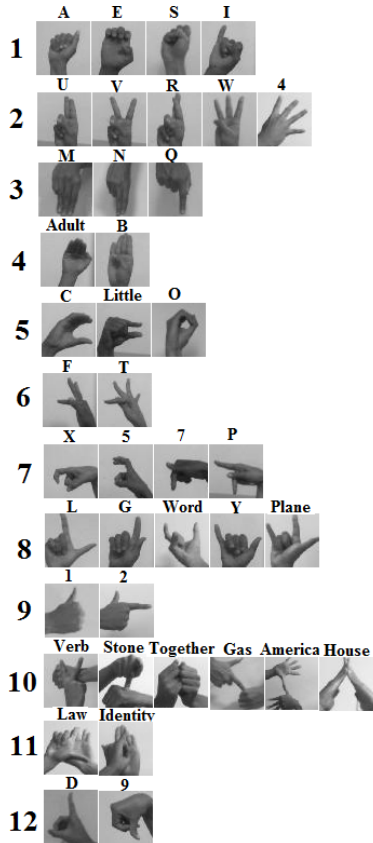 A E S I
1
U V R W 4
2
M N Q
3
Adult B
4
C Little O
5
F T
6
X 5 7 P
7
L G Word Y Plane
8
1 2
9
Verb Stone Together Gas America House
10
Law Identity
11
D 9
12